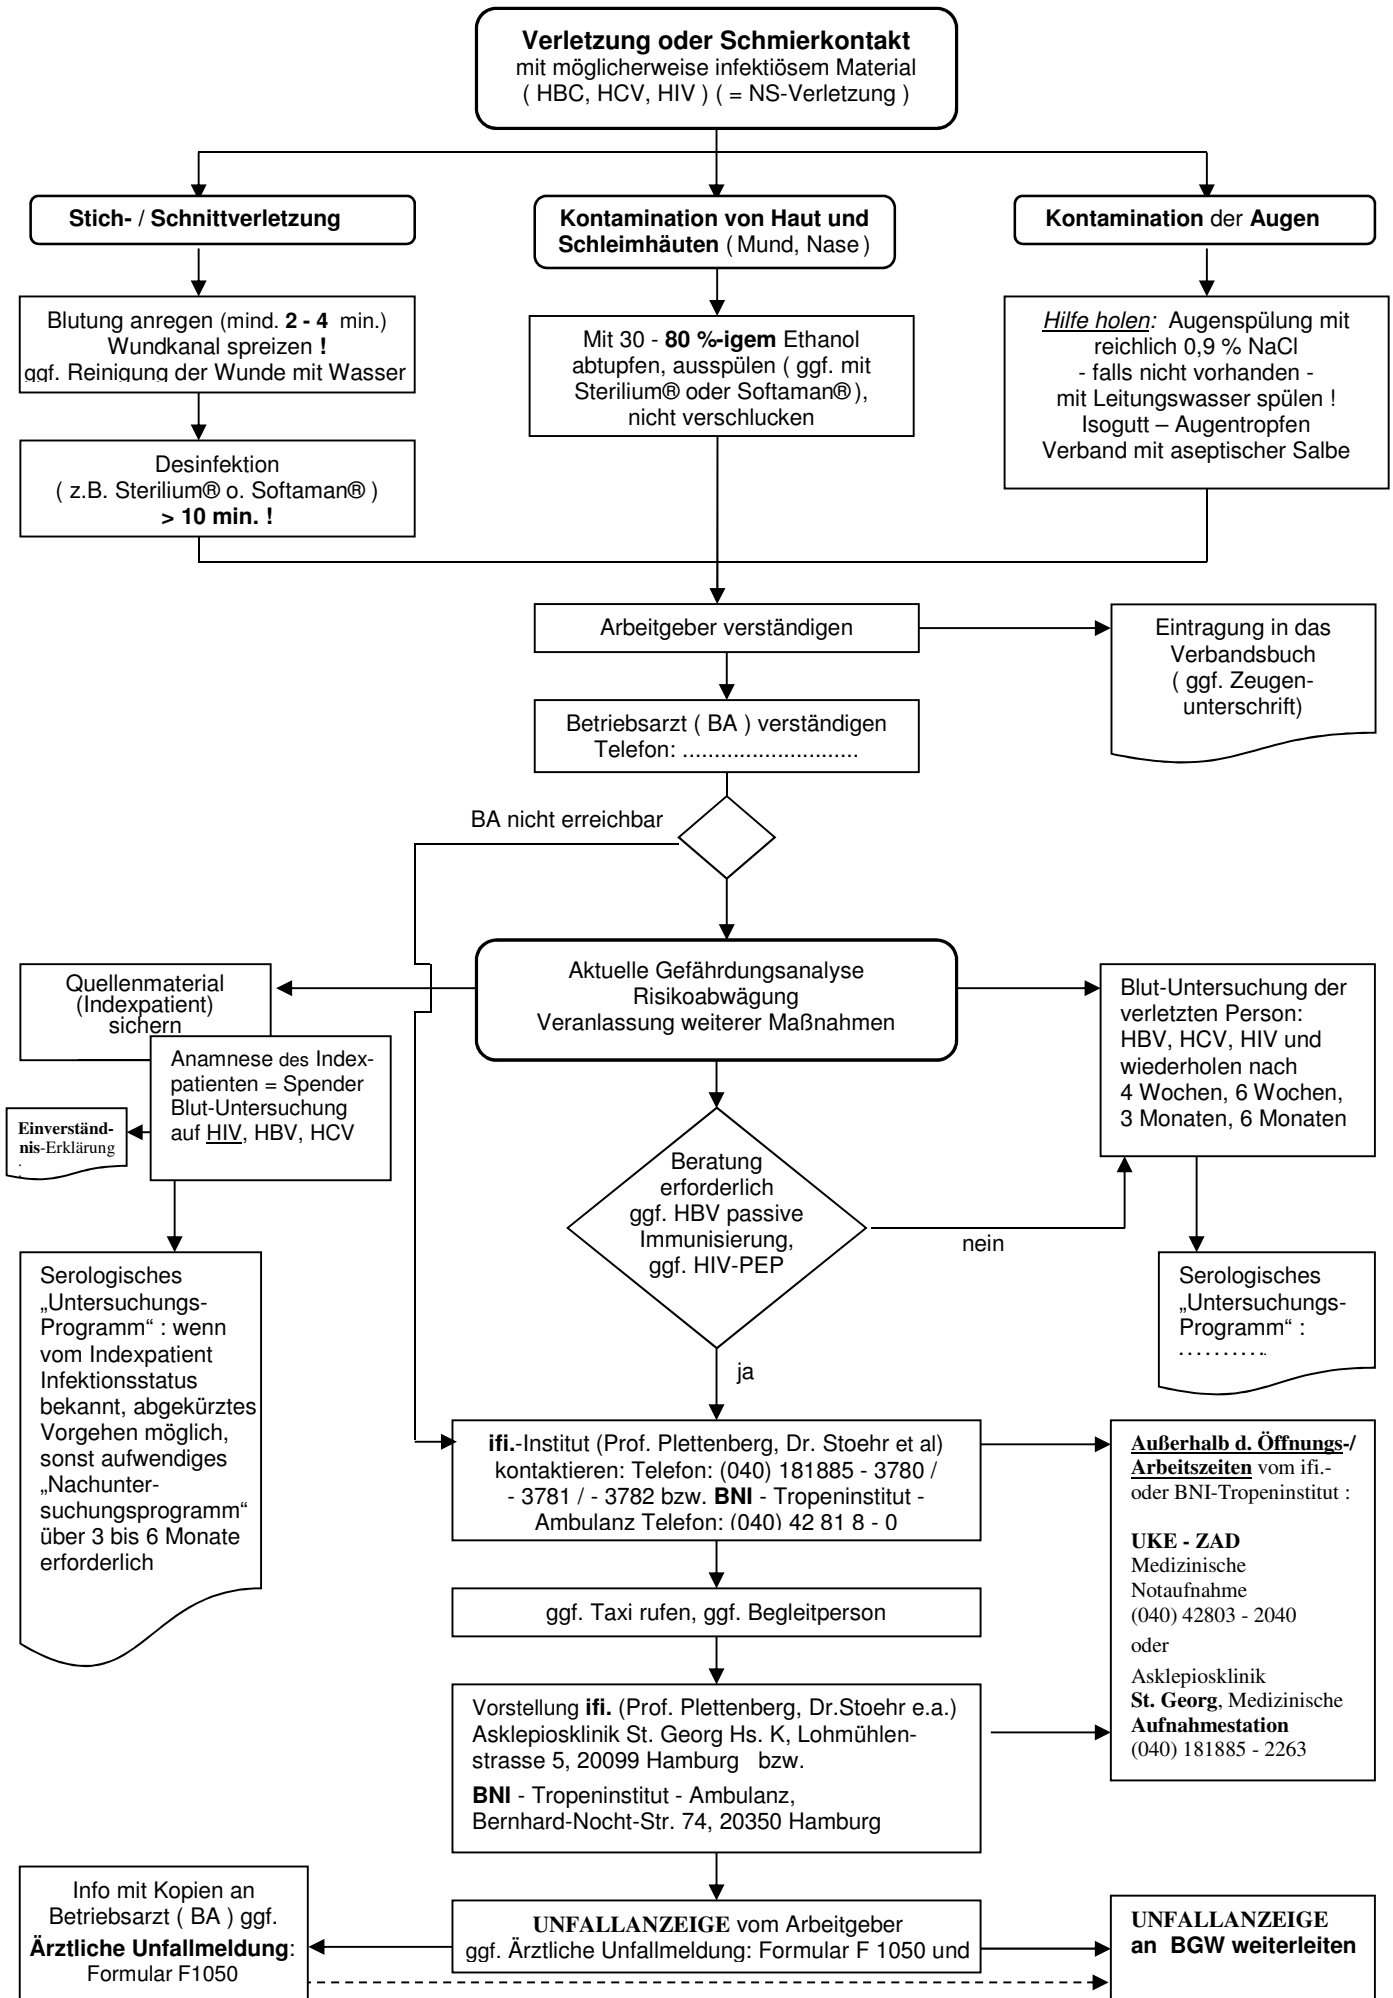 Verletzung oder Schmierkontakt
mit möglicherweise infektiösem Material
( HBC, HCV, HIV ) ( = NS-Verletzung )
Stich- / Schnittverletzung
Kontamination von Haut und
Schleimhäuten ( Mund, Nase )
Kontamination der Augen
Blutung anregen (mind. 2 - 4 min.)
Wundkanal spreizen !
ggf. Reinigung der Wunde mit Wasser
Mit 30 - 80 %-igem Ethanol
abtupfen, ausspülen ( ggf. mit
Sterilium® oder Softaman® ),
nicht verschlucken
Hilfe holen: Augenspülung mit
reichlich 0,9 % NaCl
- falls nicht vorhanden -
mit Leitungswasser spülen !
Isogutt – Augentropfen
Verband mit aseptischer Salbe
Desinfektion
( z.B. Sterilium® o. Softaman® )
> 10 min. !
Arbeitgeber verständigen
Eintragung in das
Verbandsbuch
( ggf. Zeugen-
unterschrift)
Betriebsarzt ( BA ) verständigen
Telefon: ............................
BA nicht erreichbar
Aktuelle Gefährdungsanalyse
Risikoabwägung
Veranlassung weiterer Maßnahmen
Quellenmaterial
(Indexpatient)
sichern
Anamnese des Index-
patienten = Spender
Blut-Untersuchung
auf HIV, HBV, HCV
Einverständ-
nis-Erklärung
.
Blut-Untersuchung der
verletzten Person:
HBV, HCV, HIV und
wiederholen nach
4 Wochen, 6 Wochen,
3 Monaten, 6 Monaten
Beratung
erforderlich
ggf. HBV passive
Immunisierung,
ggf. HIV-PEP
nein
ja
Serologisches
„Untersuchungs-
Programm“ : wenn
vom Indexpatient
Infektionsstatus
bekannt, abgekürztes
Vorgehen möglich,
sonst aufwendiges
„Nachunter-
suchungsprogramm“
über 3 bis 6 Monate
erforderlich
Serologisches
„Untersuchungs-
Programm“ :
..........
ifi.-Institut (Prof. Plettenberg, Dr. Stoehr et al)
kontaktieren: Telefon: (040) 181885 - 3780 /
- 3781 / - 3782 bzw. BNI - Tropeninstitut -
Ambulanz Telefon: (040) 42 81 8 - 0
Außerhalb d. Öffnungs-/
Arbeitszeiten vom ifi.-
oder BNI-Tropeninstitut :
UKE - ZAD
Medizinische
Notaufnahme
(040) 42803 - 2040
oder
Asklepiosklinik
St. Georg, Medizinische
Aufnahmestation
(040) 181885 - 2263
ggf. Taxi rufen, ggf. Begleitperson
Vorstellung ifi. (Prof. Plettenberg, Dr.Stoehr e.a.)
Asklepiosklinik St. Georg Hs. K, Lohmühlen-
strasse 5, 20099 Hamburg bzw.
BNI - Tropeninstitut - Ambulanz,
Bernhard-Nocht-Str. 74, 20350 Hamburg
Info mit Kopien an
Betriebsarzt ( BA ) ggf.
Ärztliche Unfallmeldung:
Formular F1050
UNFALLANZEIGE vom Arbeitgeber
ggf. Ärztliche Unfallmeldung: Formular F 1050 und
UNFALLANZEIGE
an BGW weiterleiten